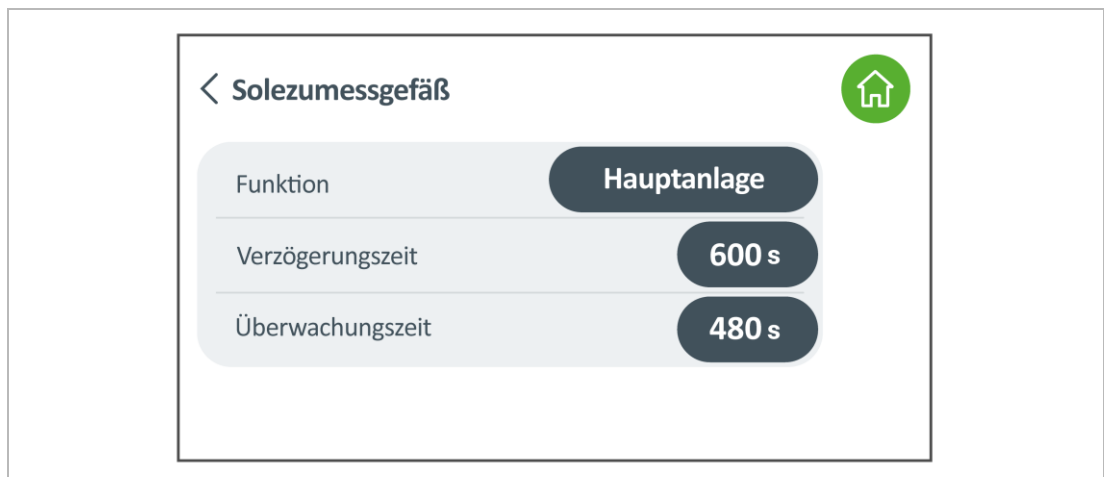 Solezumessgefäß
Funktion Hauptanlage
Verzögerungszeit 600 s
Überwachungszeit 480 s